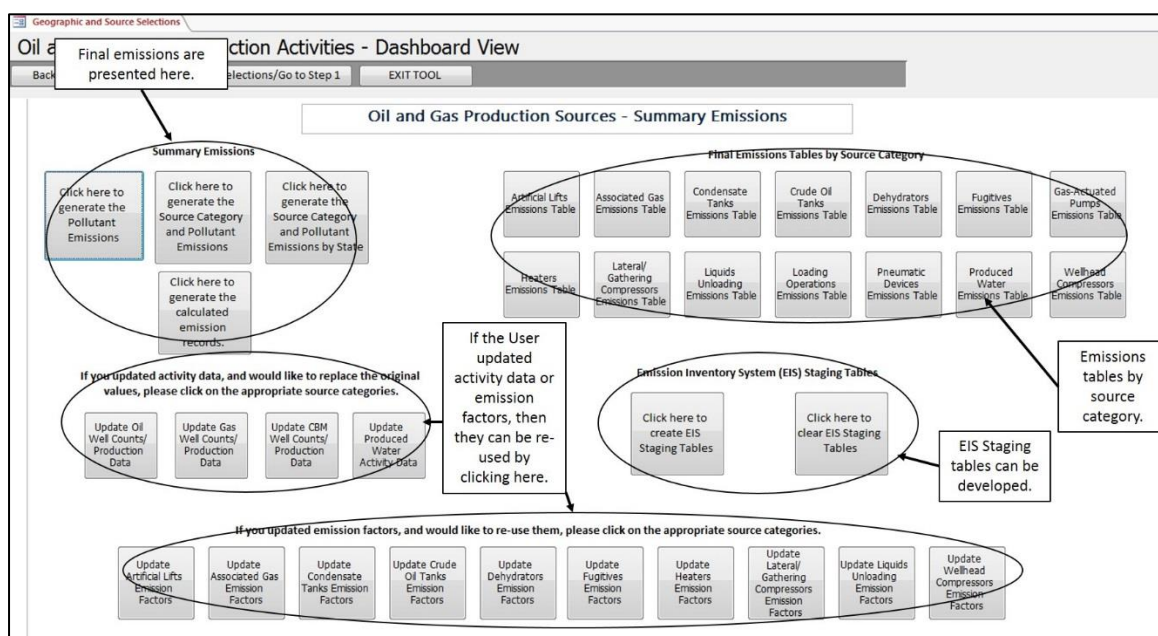 Geographic and Source Selections
Oil a
ction Activities - Dashboard View
Final emissions are
presented here.
Back
elections/Go to Step 1
EXIT TOOL
Oil and Gas Production Sources - Summary Emissions
Summary Emissions
Click here to
generate the
Pollutant
Emissions
Click here to
generate the
Source Category
and Pollutant
Emissions
Click here to
generate the
Source Category
and Pollutant
Emissions by State
Click here to
generate the
calculated
emission
records.
Final Emissions Tables by Source Category
Artificial Lifts
Emissions Table
Associated Gas
Emissions Table
Condensate
Tanks
Emissions Table
Crude Oil
Tanks
Emissions Table
Dehydrators
Emissions Table
Fugitives
Emissions Table
Gas-Actuated
Pumps
Emissions Table
Heaters
Emissions Table
Lateral/
Gathering
Compressors
Emissions Table
Liquids
Unloading
Emissions Table
Loading
Operations
Emissions Table
Pneumatic
Devices
Emissions Table
Produced
Water
Emissions Table
Wellhead
Compressors
Emissions Table
If the User
updated
activity data or
emission
factors, then
they can be re-
used by
clicking here.
Emissions
tables by
source
category.
If you updated activity data, and would like to replace the original
values, please click on the appropriate source categories.
Update Oil
Well Counts/
Production
Data
Update Gas
Well Counts/
Production
Data
Update CBM
Well Counts/
Production
Data
Update
Produced
Water
Activity Data
Emission Inventory System (EIS) Staging Tables
Click here to
create EIS
Staging Tables
Click here to
clear EIS Staging
Tables
EIS Staging
tables can be
developed.
If you updated emission factors, and would like to re-use them, please click on the appropriate source categories.
Update
Artificial Lifts
Emission
Factors
Update
Associated Gas
Emission
Factors
Update
Condensate
Tanks Emission
Factors
Update Crude
Oil Tanks
Emission
Factors
Update
Dehydrators
Emission
Factors
Update
Fugitives
Emission
Factors
Update
Heaters
Emission
Factors
Update
Lateral/
Gathering
Compressors
Emission
Factors
Update Liquids
Unloading
Emission
Factors
Update
Wellhead
Compressors
Emission
Factors